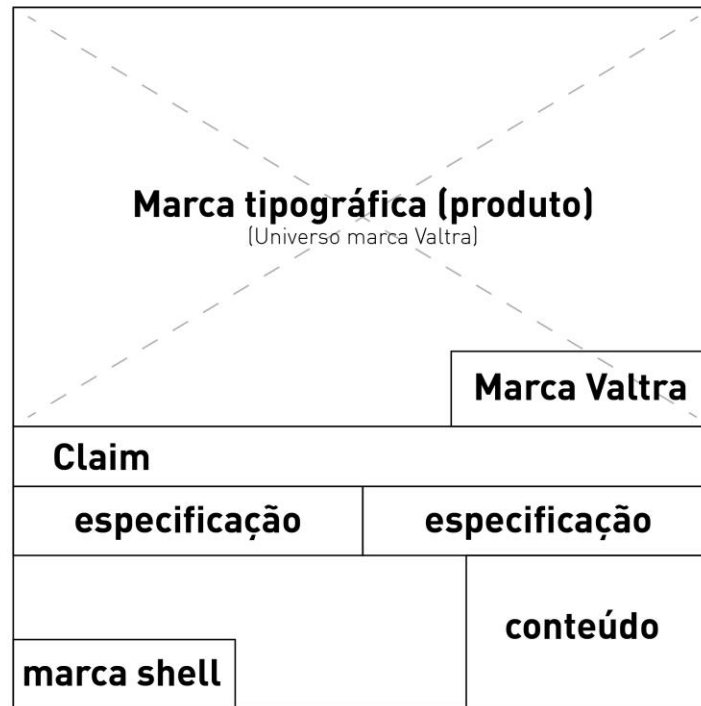 Marca tipográfica (produto)
(Universo marca Valtra)
Marca Valtra
Claim
especificação
especificação
conteúdo
marca shell